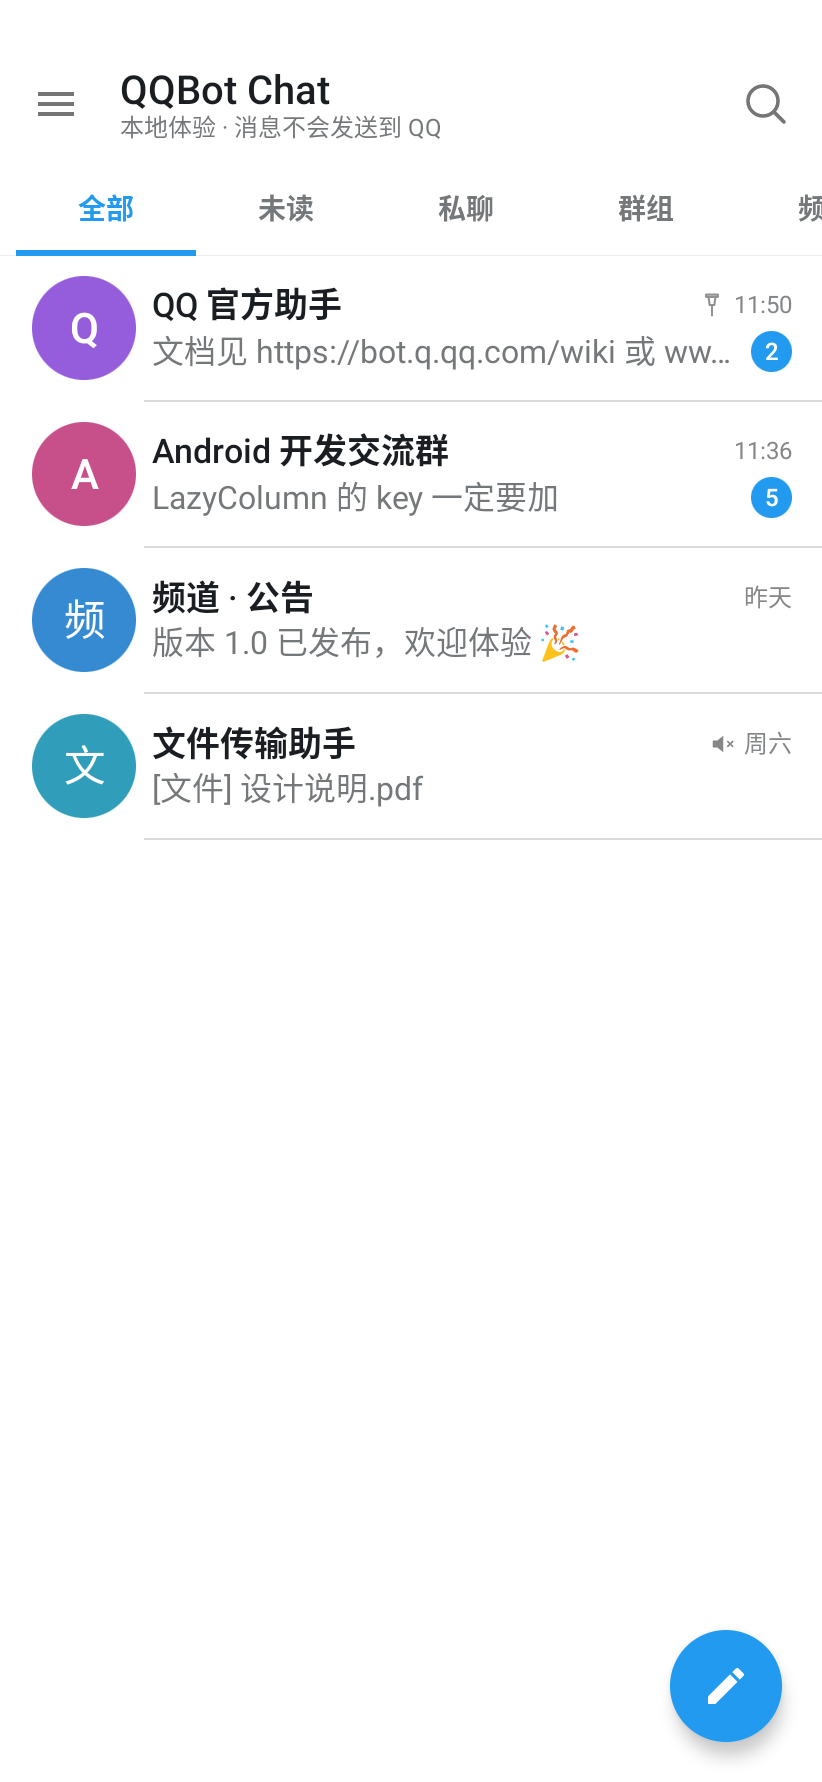 QQBot Chat
本地体验 · 消息不会发送到 QQ
全部 未读 私聊 群组 频
Q
QQ 官方助手 11:50
文档见 https://bot.q.qq.com/wiki 或 ww... 2
A
Android 开发交流群 11:36
LazyColumn 的 key 一定要加 5
频
频道 · 公告 昨天
版本 1.0 已发布，欢迎体验 🎉
文
文件传输助手 周六
[文件] 设计说明.pdf